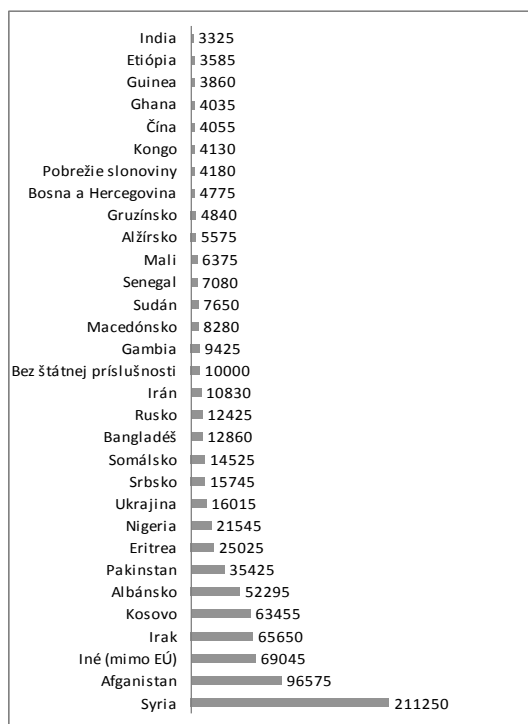 India 3325
Etiópia 3585
Guinea 3860
Ghana 4035
Čína 4055
Kongo 4130
Pobrežie slonoviny 4180
Bosna a Hercegovina 4775
Gruzínsko 4840
Alžírsko 5575
Mali 6375
Senegal 7080
Sudán 7650
Macedónsko 8280
Gambia 9425
Bez štátnej príslušnosti 10000
Irán 10830
Rusko 12425
Bangladéš 12860
Somálsko 14525
Srbsko 15745
Ukrajina 16015
Nigeria 21545
Eritrea 25025
Pakinstan 35425
Albánsko 52295
Kosovo 63455
Irak 65650
Iné (mimo EÚ) 69045
Afganistan 96575
Syria 211250